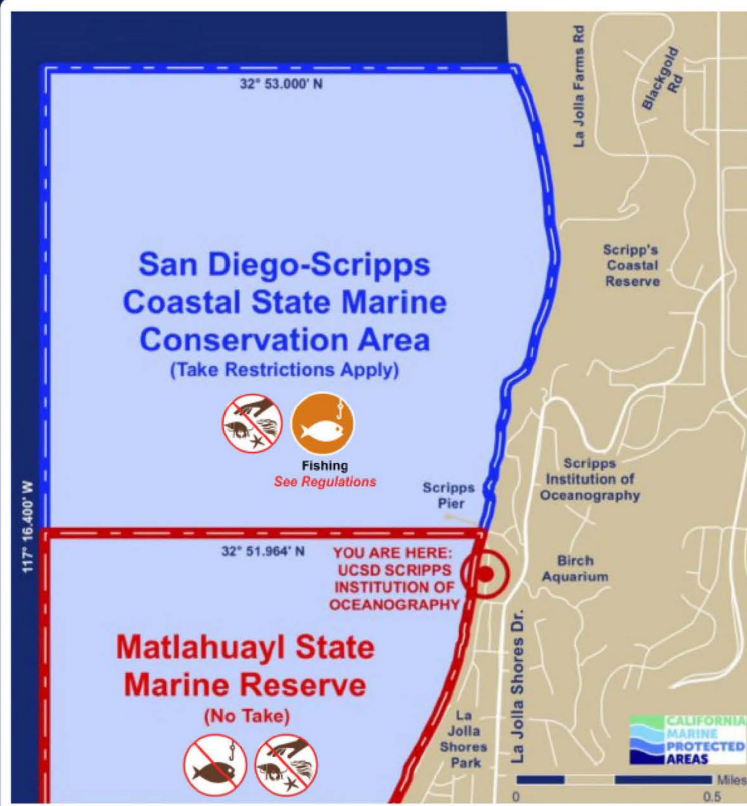 32° 53.000' N
La Jolla Farms Rd
Blackgold
Rd
San Diego-Scripps
Coastal State Marine
Conservation Area
(Take Restrictions Apply)
Scripp's
Coastal
Reserve
Fishing
See Regulations
Scripps
Pier
Scripps
Institution of
Oceanography
117° 16.400' W
32° 51.964' N
YOU ARE HERE:
UCSD SCRIPPS
INSTITUTION OF
OCEANOGRAPHY
Birch
Aquarium
Matlahuayl State
Marine Reserve
(No Take)
La Jolla Shores Dr.
La
Jolla
Shores
Park
CALIFORNIA
MARINE
PROTECTED
AREAS
Miles
0
0.5